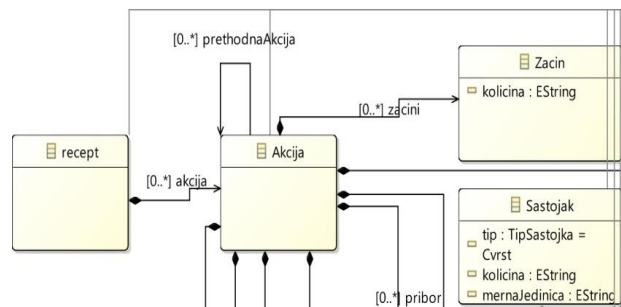 [0..*] prethodnaAkcija
Zacin
kolicina : EString
[0..*] zacini
recept
Akcija
[0..*] akcija
Sastojak
tip : TipSastojka =
Cvrst
kolicina : EString
mernaJedinica : EString
[0..*] pribor